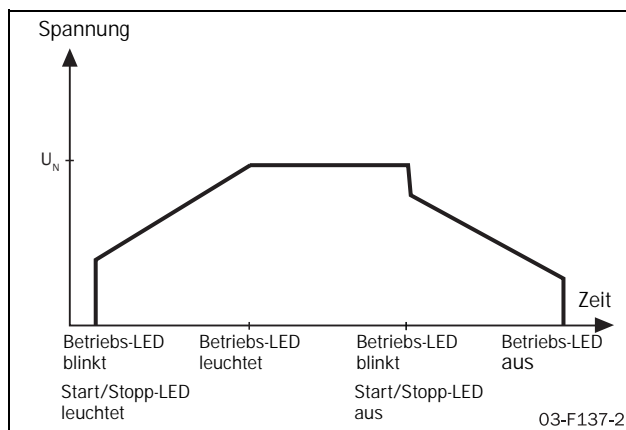 Spannung
U_N
Zeit
Betriebs-LED Betriebs-LED Betriebs-LED Betriebs-LED
blinkt leuchtet blinkt aus
Start/Stopp-LED Start/Stopp-LED
leuchtet aus
03-F137-2